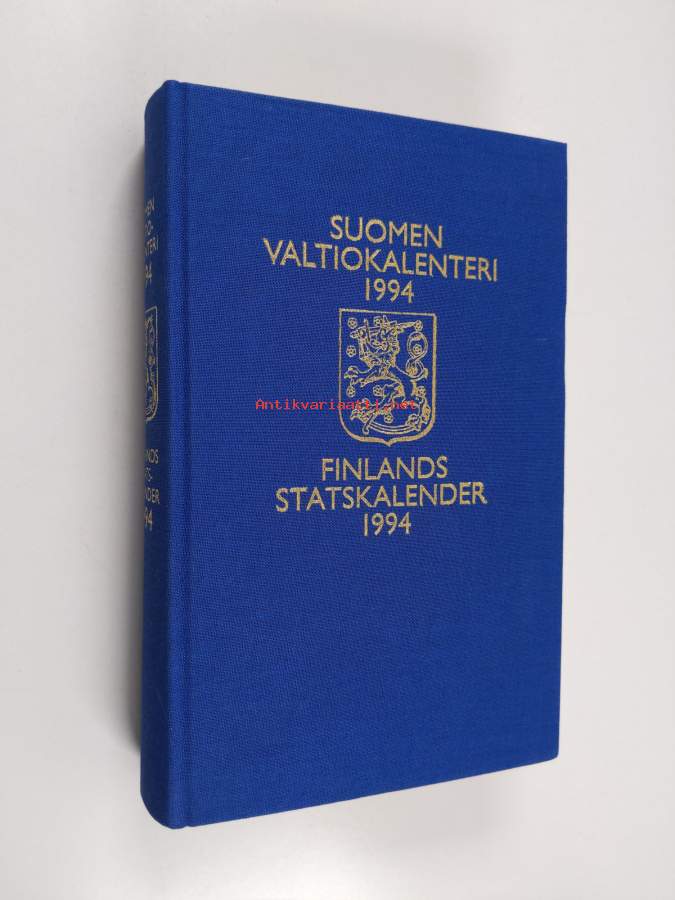 SUOMEN
VALTIOKALENTERI
1994
Antikvariaatti.net
FINLANDS
STATSKALENDER
1994